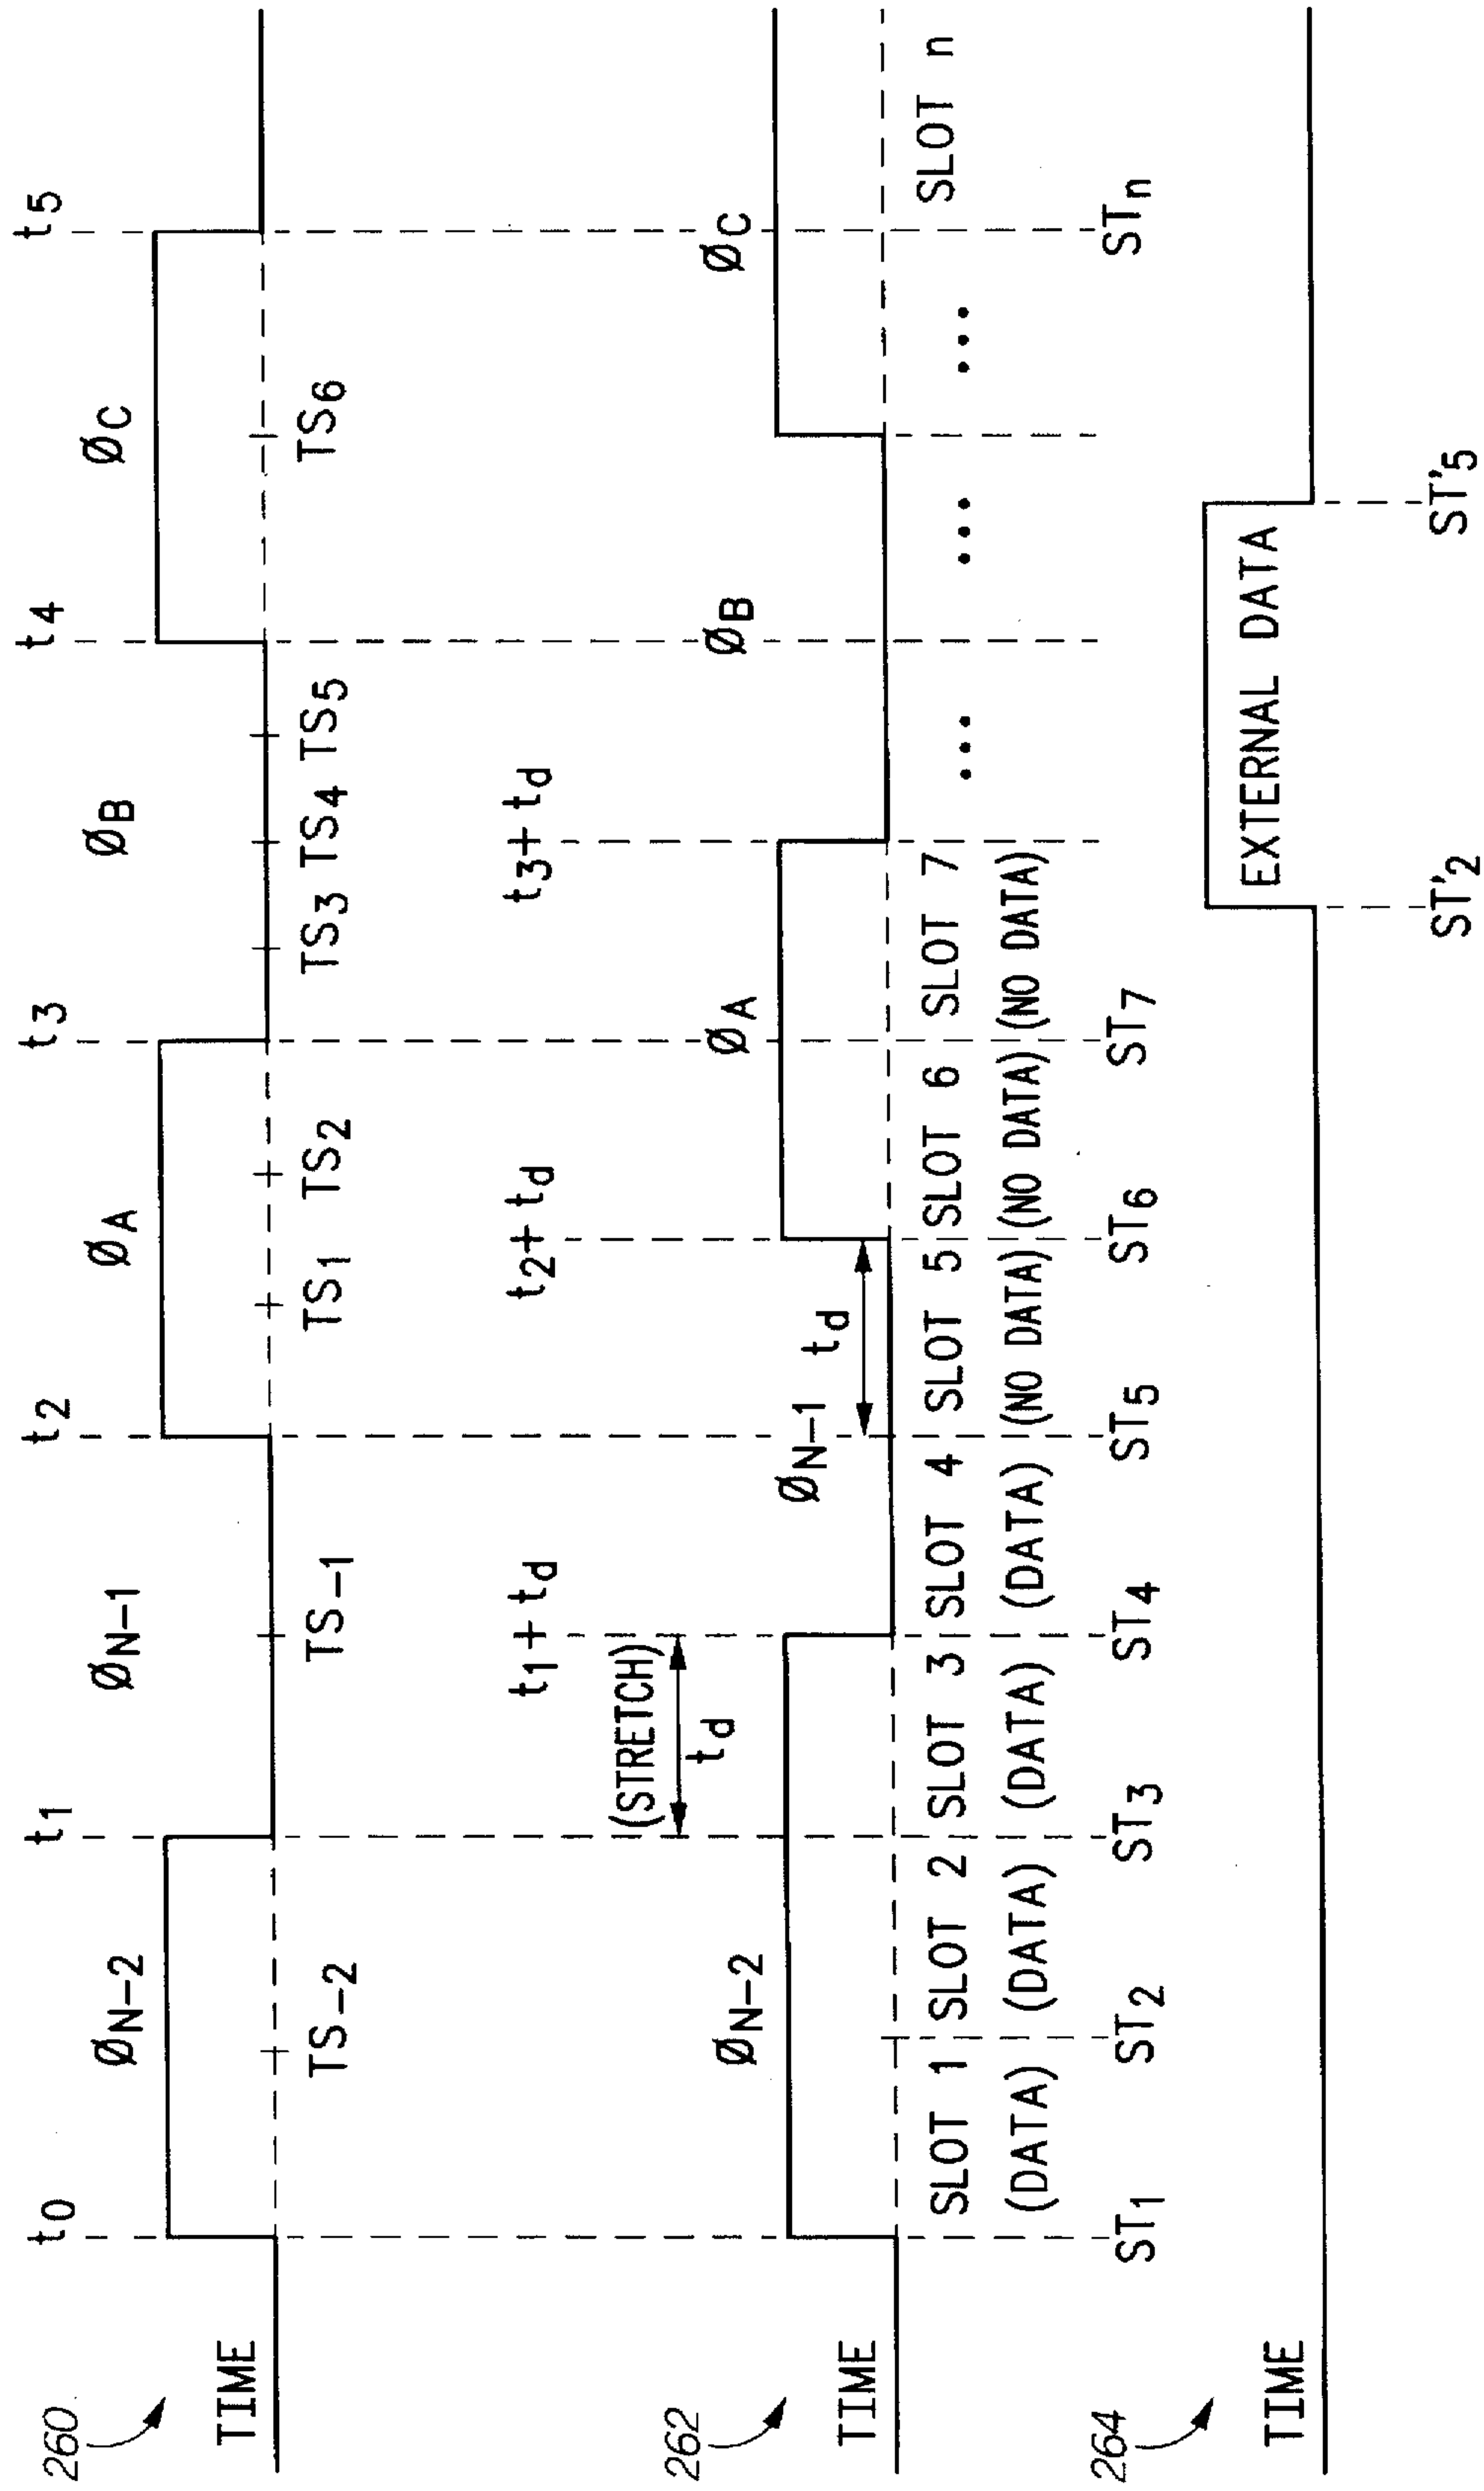 260
t0 t1 t2 t3 t4 t5
ØN-2 ØN-1 ØA ØB ØC
TIME
TS-2 TS-1 TS1 TS2 TS3 TS4 TS5 TS6
t1+td t2+td t3+td
(STRETCH)
td
262
ØN-2 ØN-1 ØA ØB ØC
td
TIME
SLOT 1 SLOT 2 SLOT 3 SLOT 4 SLOT 5 SLOT 6 SLOT 7 ... ... ... SLOT n
(DATA) (DATA) (DATA) (DATA) (NO DATA) (NO DATA) (NO DATA)
ST1 ST2 ST3 ST4 ST5 ST6 ST7 STn
264
TIME
EXTERNAL DATA
ST'2 ST'5